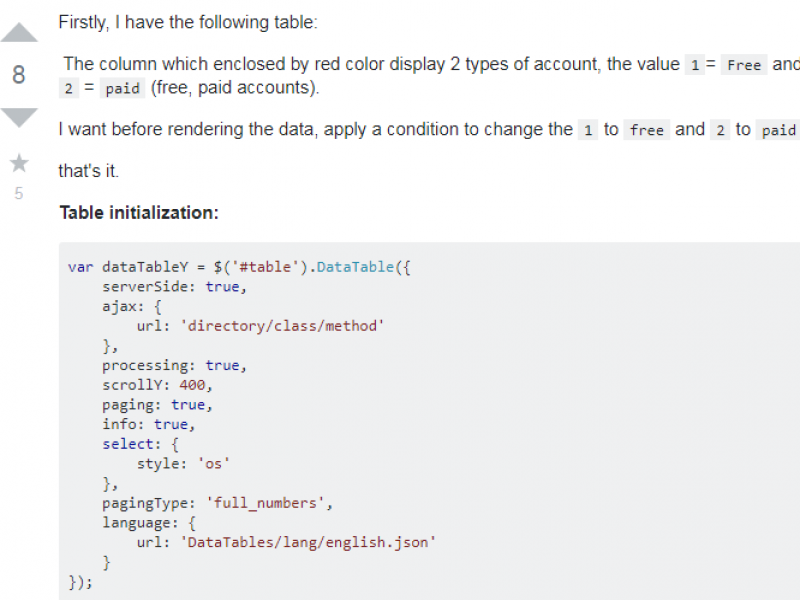 Firstly, I have the following table:
8
The column which enclosed by red color display 2 types of account, the value 1 = Free and
2 = paid (free, paid accounts).
I want before rendering the data, apply a condition to change the 1 to free and 2 to paid
that's it.
5
Table initialization:
var dataTableY = $('#table').DataTable({
    serverSide: true,
    ajax: {
        url: 'directory/class/method'
    },
    processing: true,
    scrollY: 400,
    paging: true,
    info: true,
    select: {
        style: 'os'
    },
    pagingType: 'full_numbers',
    language: {
        url: 'DataTables/lang/english.json'
    }
});